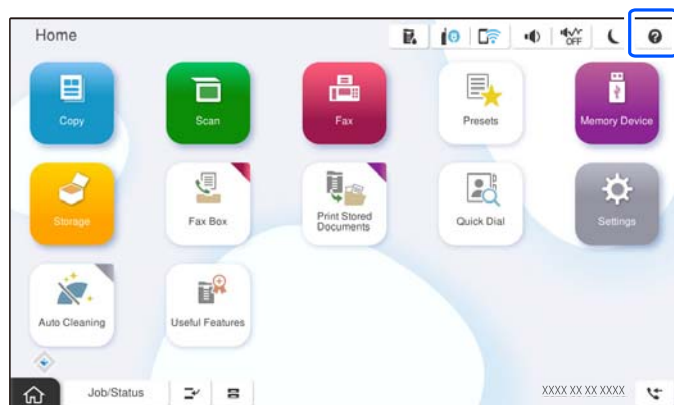 Home
OFF
?
Copy
Scan
Fax
Presets
Memory Device
Storage
Fax Box
Print Stored
Documents
Quick Dial
Settings
Auto Cleaning
Useful Features
Job/Status
XXXX XX XX XXXX